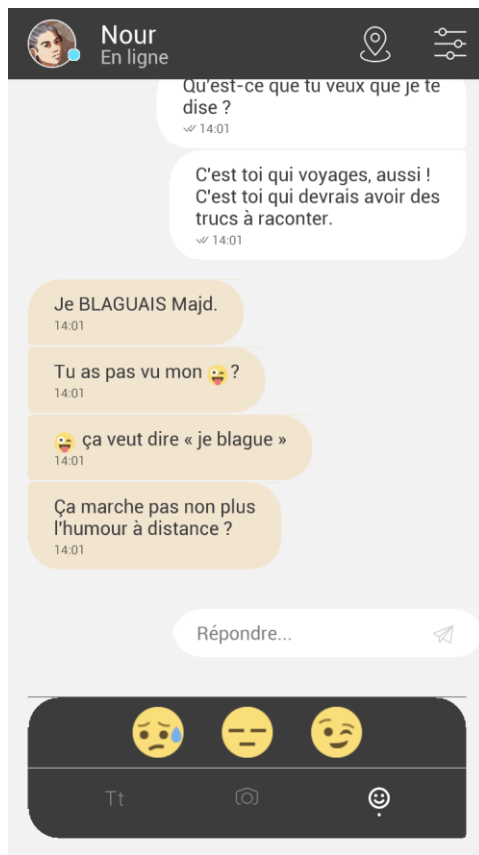 Nour
En ligne
Qu'est-ce que tu veux que je te
dise ?
14:01
C'est toi qui voyages, aussi !
C'est toi qui devrais avoir des
trucs à raconter.
14:01
Je BLAGUAIS Majd.
14:01
Tu as pas vu mon 😜 ?
14:01
😜 ça veut dire « je blague »
14:01
Ça marche pas non plus
l'humour à distance ?
14:01
Répondre...
Tt